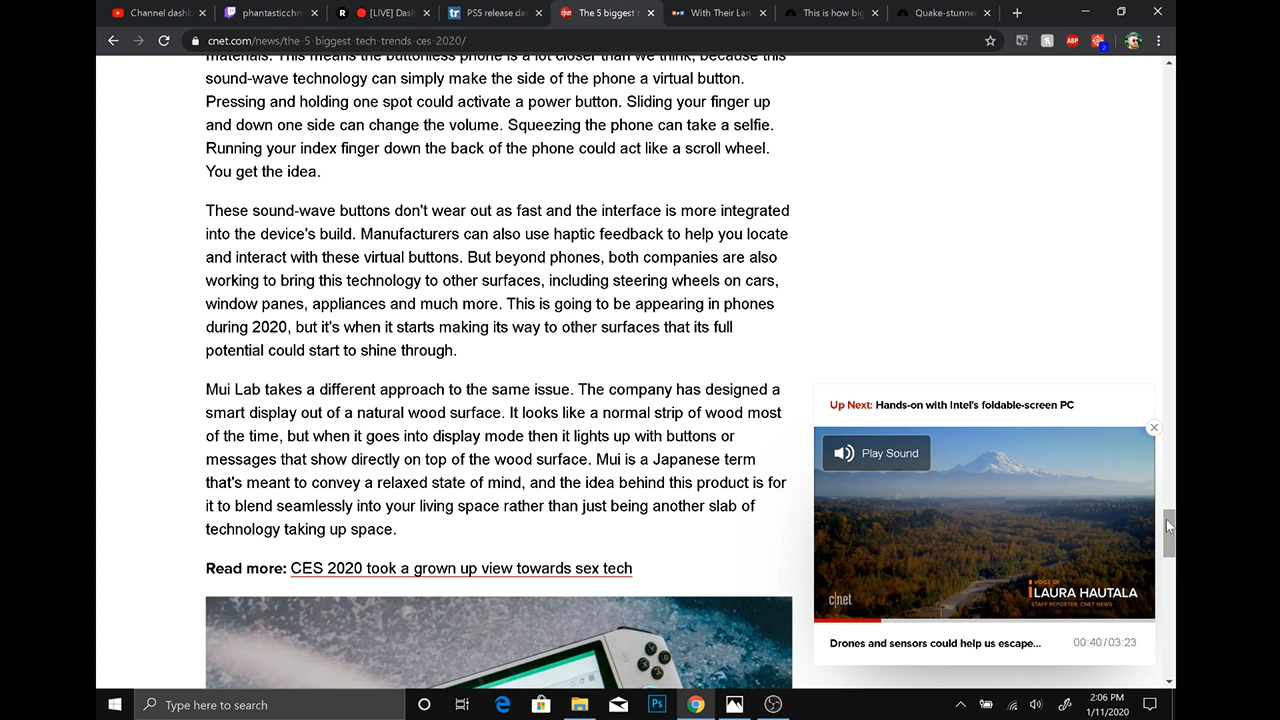 Channel dashb
phantasticchri
[LIVE] Dash
PS5 release dat
The 5 biggest t
With Their Lan
This is how big
Quake-stunne
cnet.com/news/the-5-biggest-tech-trends-ces-2020/
materials. This means the buttonless phone is a lot closer than we think, because this
sound-wave technology can simply make the side of the phone a virtual button.
Pressing and holding one spot could activate a power button. Sliding your finger up
and down one side can change the volume. Squeezing the phone can take a selfie.
Running your index finger down the back of the phone could act like a scroll wheel.
You get the idea.
These sound-wave buttons don't wear out as fast and the interface is more integrated
into the device's build. Manufacturers can also use haptic feedback to help you locate
and interact with these virtual buttons. But beyond phones, both companies are also
working to bring this technology to other surfaces, including steering wheels on cars,
window panes, appliances and much more. This is going to be appearing in phones
during 2020, but it's when it starts making its way to other surfaces that its full
potential could start to shine through.
Mui Lab takes a different approach to the same issue. The company has designed a
smart display out of a natural wood surface. It looks like a normal strip of wood most
of the time, but when it goes into display mode then it lights up with buttons or
messages that show directly on top of the wood surface. Mui is a Japanese term
that's meant to convey a relaxed state of mind, and the idea behind this product is for
it to blend seamlessly into your living space rather than just being another slab of
technology taking up space.
Read more: CES 2020 took a grown up view towards sex tech
Up Next: Hands-on with Intel's foldable-screen PC
Play Sound
c|net
VOICE OF
LAURA HAUTALA
STAFF REPORTER, CNET NEWS
Drones and sensors could help us escape...
00:40 / 03:23
Type here to search
Ps
2:06 PM
1/11/2020